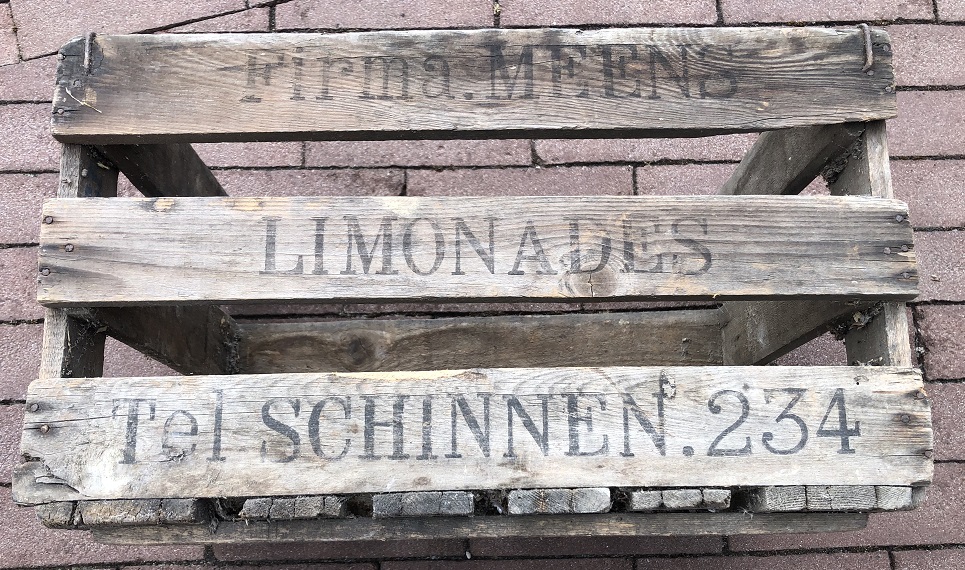 Firma. MEENS
LIMONADES
Tel SCHINNEN. 234